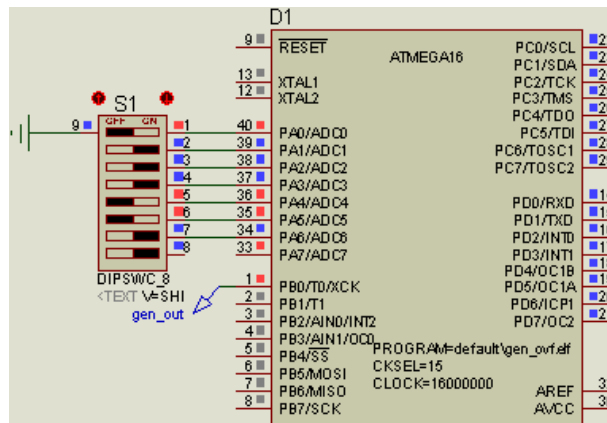 D1
9 RESET
ATMEGA16
PC0/SCL
PC1/SDA
PC2/TCK
PC3/TMS
PC4/TDO
PC5/TDI
PC6/TOSC1
PC7/TOSC2
13 XTAL1
12 XTAL2
S1
OFF ON
9
1
2
3
4
5
6
7
8
40 PA0/ADC0
39 PA1/ADC1
38 PA2/ADC2
37 PA3/ADC3
36 PA4/ADC4
35 PA5/ADC5
34 PA6/ADC6
33 PA7/ADC7
PD0/RXD
PD1/TXD
PD2/INT0
PD3/INT1
PD4/OC1B
PD5/OC1A
PD6/ICP1
PD7/OC2
DIPSWC_8
<TEXT V=SHI
gen_out
1 PB0/T0/XCK
2 PB1/T1
3 PB2/AIN0/INT2
4 PB3/AIN1/OC0
5 PB4/SS
6 PB5/MOSI
7 PB6/MISO
8 PB7/SCK
PROGRAM=default\gen_ovf.elf
CKSEL=15
CLOCK=16000000
AREF
AVCC